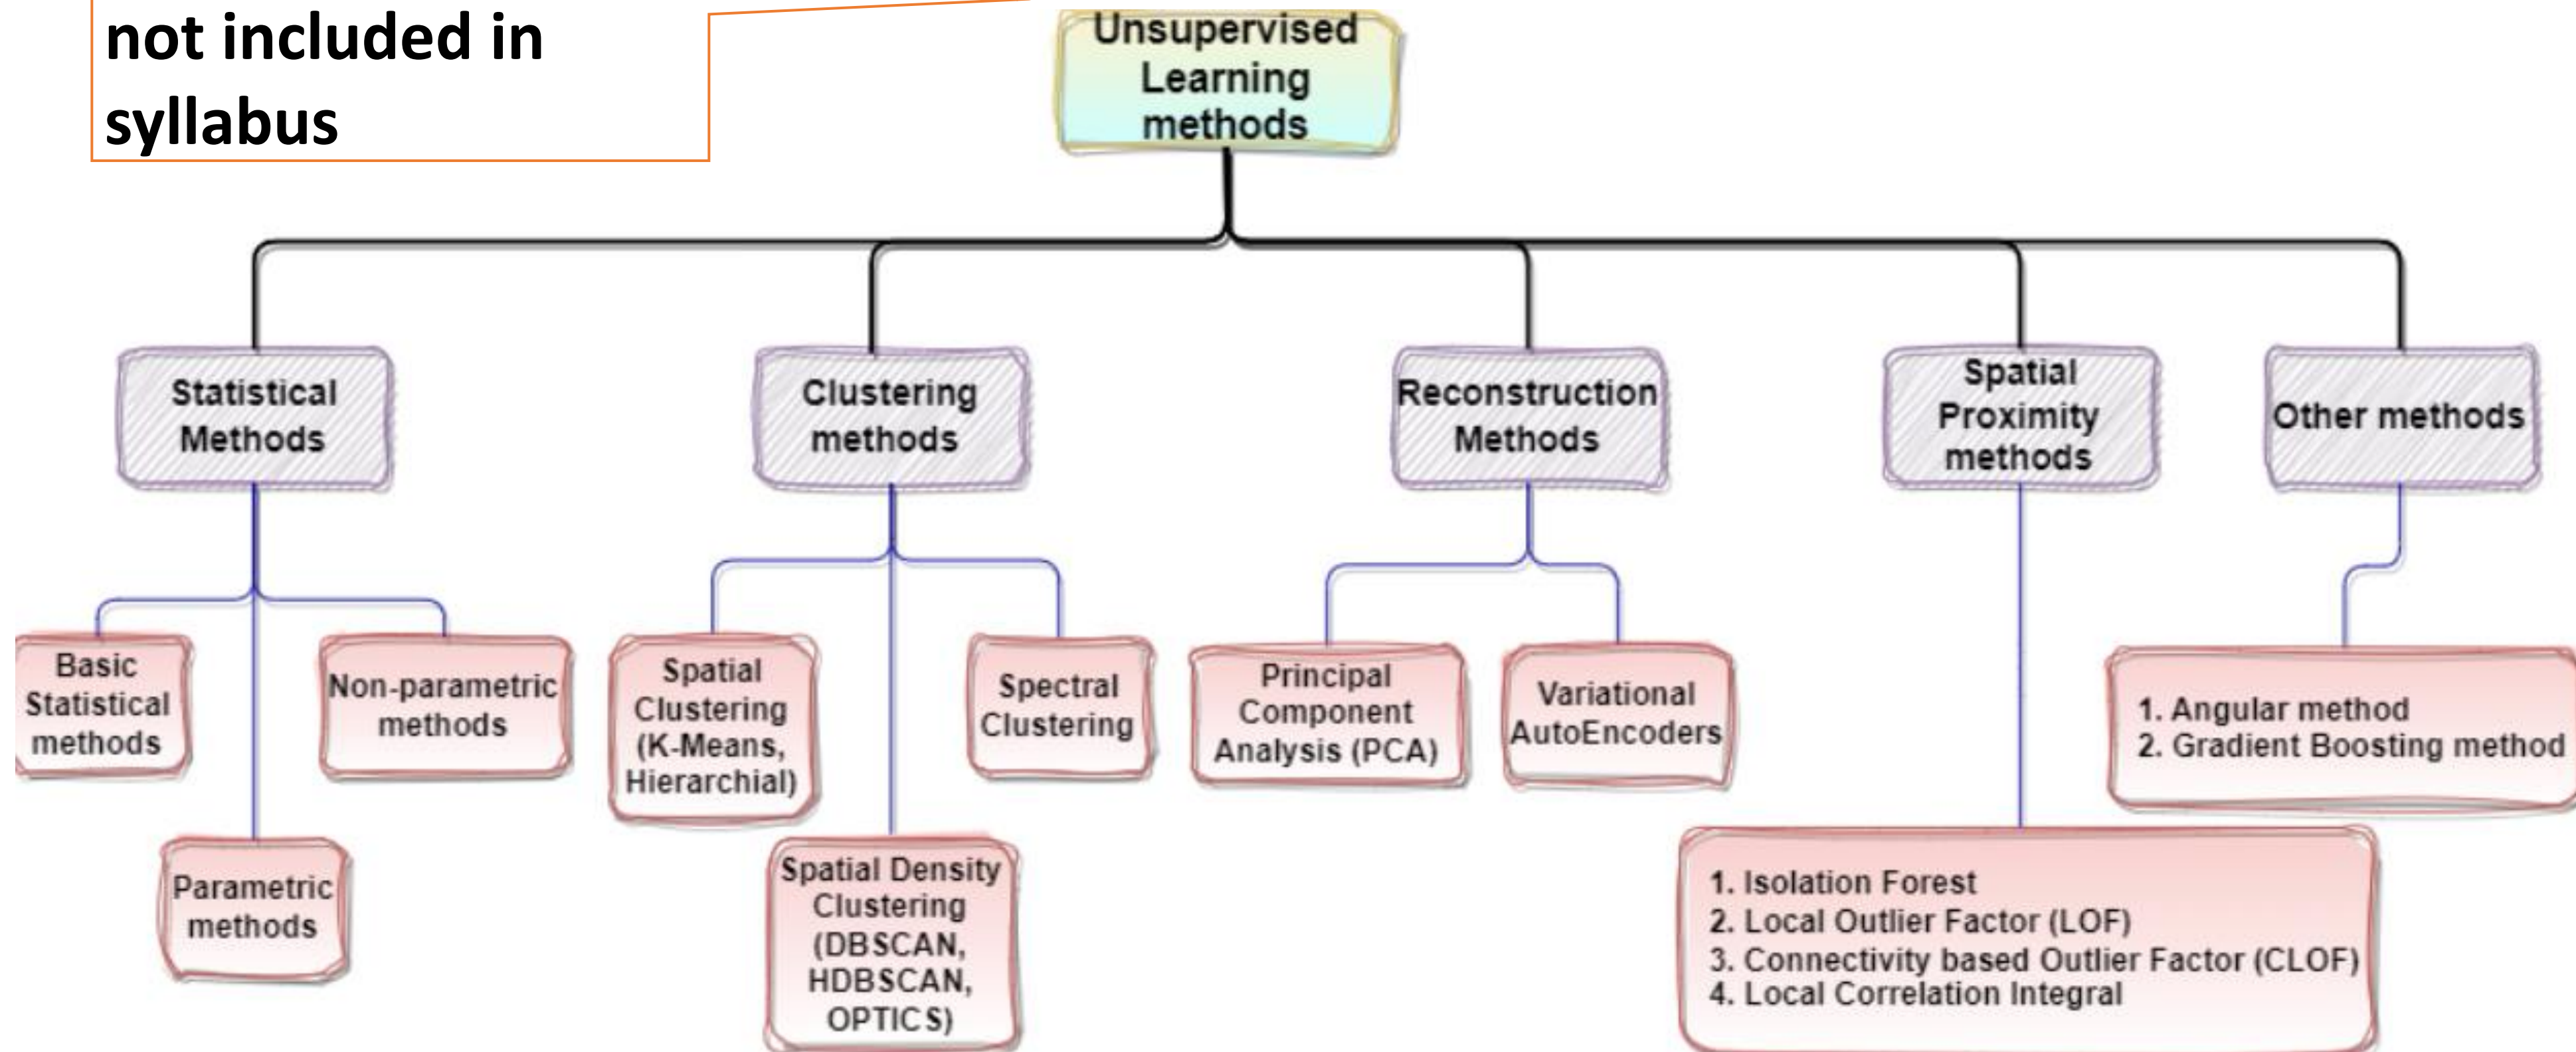 not included in
syllabus
Unsupervised
Learning
methods
Statistical
Methods
Clustering
methods
Reconstruction
Methods
Spatial
Proximity
methods
Other methods
Basic
Statistical
methods
Non-parametric
methods
Parametric
methods
Spatial
Clustering
(K-Means,
Hierarchial)
Spectral
Clustering
Spatial Density
Clustering
(DBSCAN,
HDBSCAN,
OPTICS)
Principal
Component
Analysis (PCA)
Variational
AutoEncoders
1. Isolation Forest
2. Local Outlier Factor (LOF)
3. Connectivity based Outlier Factor (CLOF)
4. Local Correlation Integral
1. Angular method
2. Gradient Boosting method